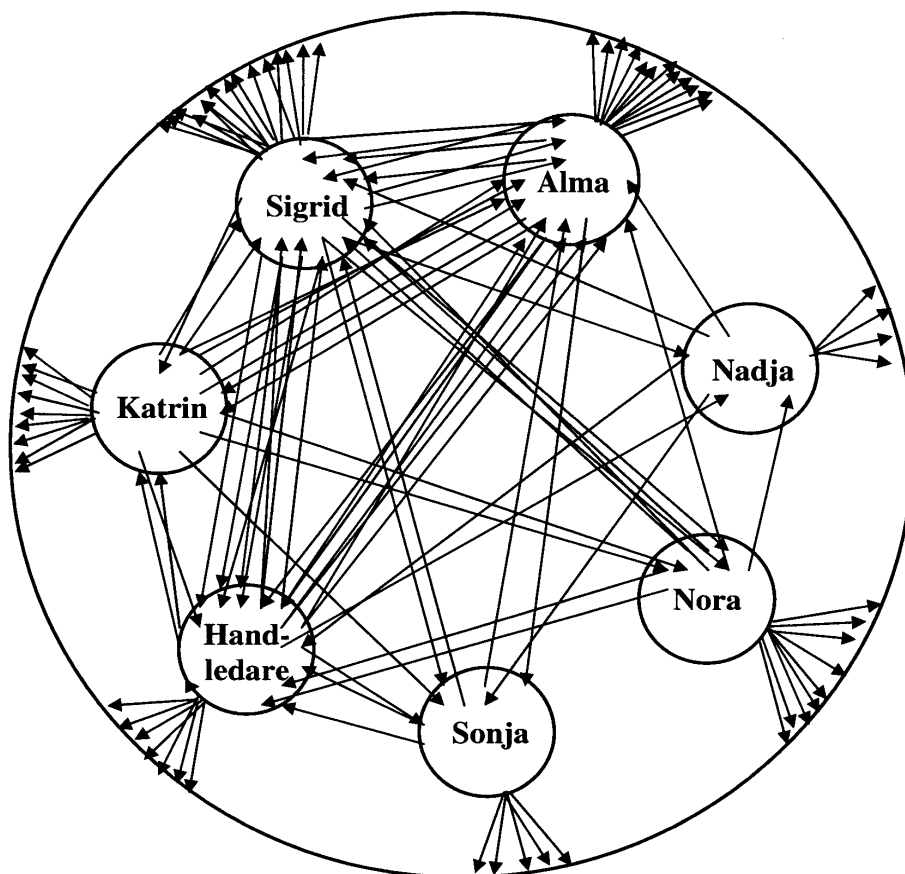 Alma
Sigrid
Nadja
Katrin
Nora
Hand-
ledare
Sonja